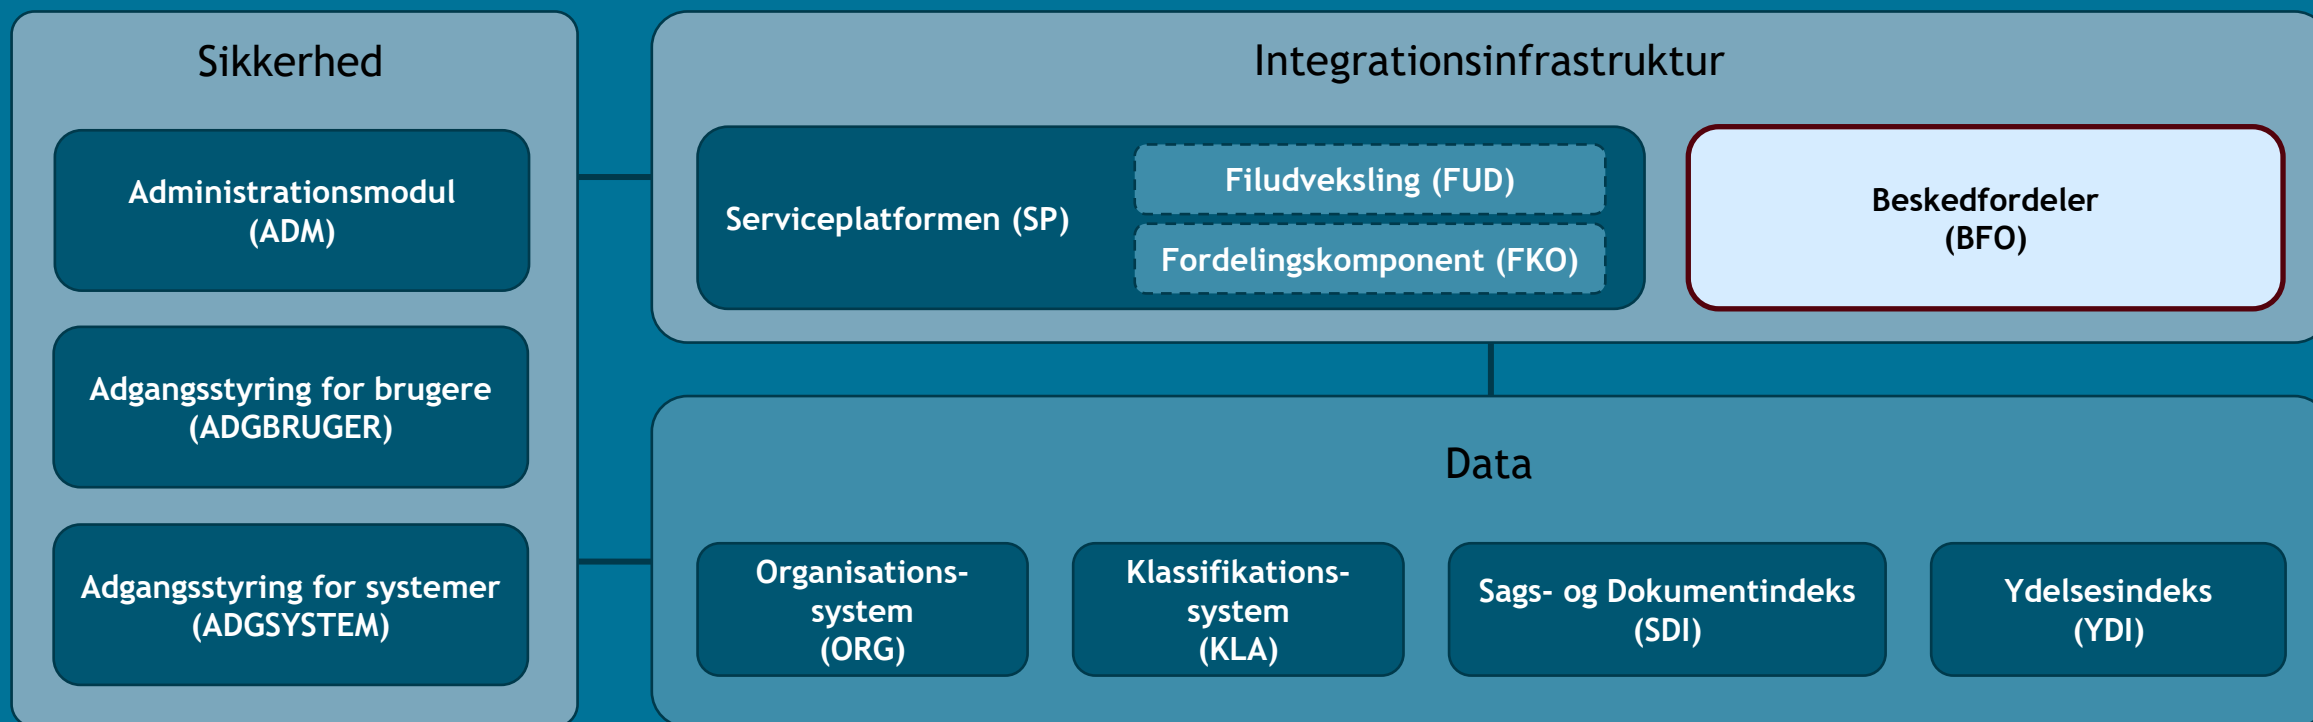 Sikkerhed
Administrationsmodul
(ADM)
Adgangsstyring for brugere
(ADGBRUGER)
Adgangsstyring for systemer
(ADGSYSTEM)
Integrationsinfrastruktur
Serviceplatformen (SP)
Filudveksling (FUD)
Fordelingskomponent (FKO)
Beskedfordeler
(BFO)
Data
Organisations-
system
(ORG)
Klassifikations-
system
(KLA)
Sags- og Dokumentindeks
(SDI)
Ydelsesindeks
(YDI)